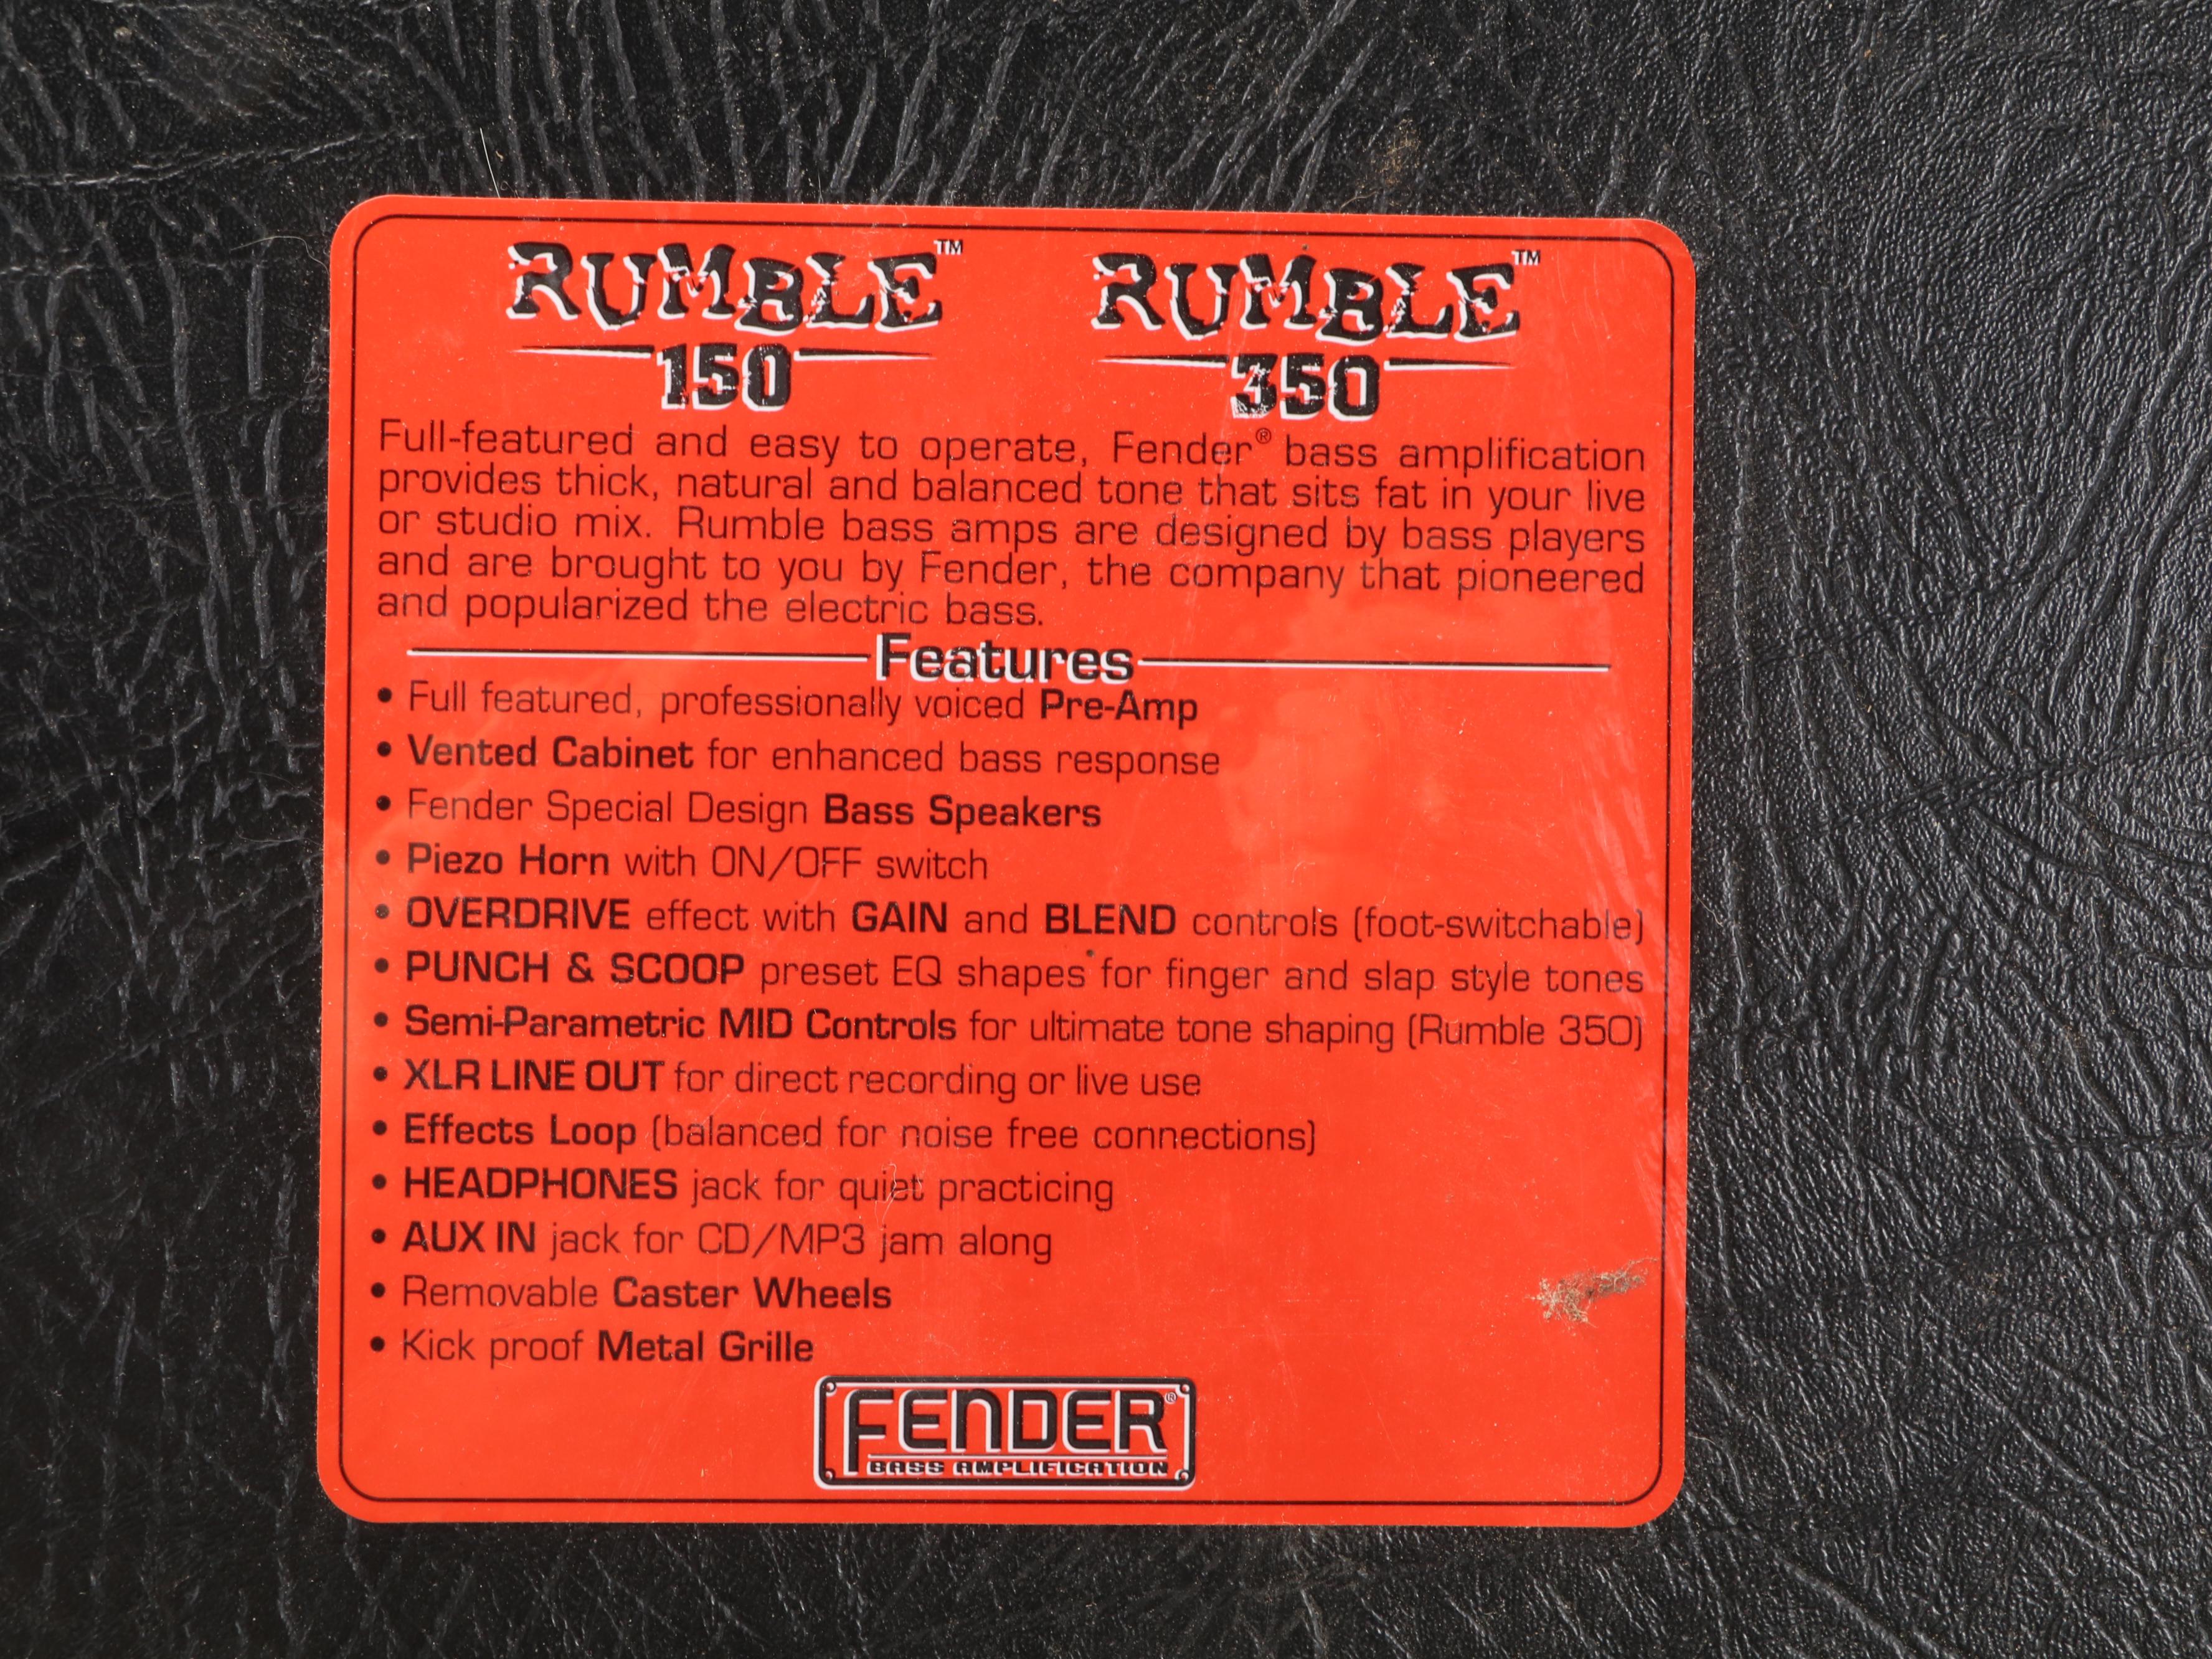 RUMBLE™ RUMBLE™
150 350
Full-featured and easy to operate, Fender® bass amplification
provides thick, natural and balanced tone that sits fat in your live
or studio mix. Rumble bass amps are designed by bass players
and are brought to you by Fender, the company that pioneered
and popularized the electric bass.
Features
• Full featured, professionally voiced Pre-Amp
• Vented Cabinet for enhanced bass response
• Fender Special Design Bass Speakers
• Piezo Horn with ON/OFF switch
• OVERDRIVE effect with GAIN and BLEND controls (foot-switchable)
• PUNCH & SCOOP preset EQ shapes for finger and slap style tones
• Semi-Parametric MID Controls for ultimate tone shaping (Rumble 350)
• XLR LINE OUT for direct recording or live use
• Effects Loop (balanced for noise free connections)
• HEADPHONES jack for quiet practicing
• AUX IN jack for CD/MP3 jam along
• Removable Caster Wheels
• Kick proof Metal Grille
FENDER®
BASS AMPLIFICATION